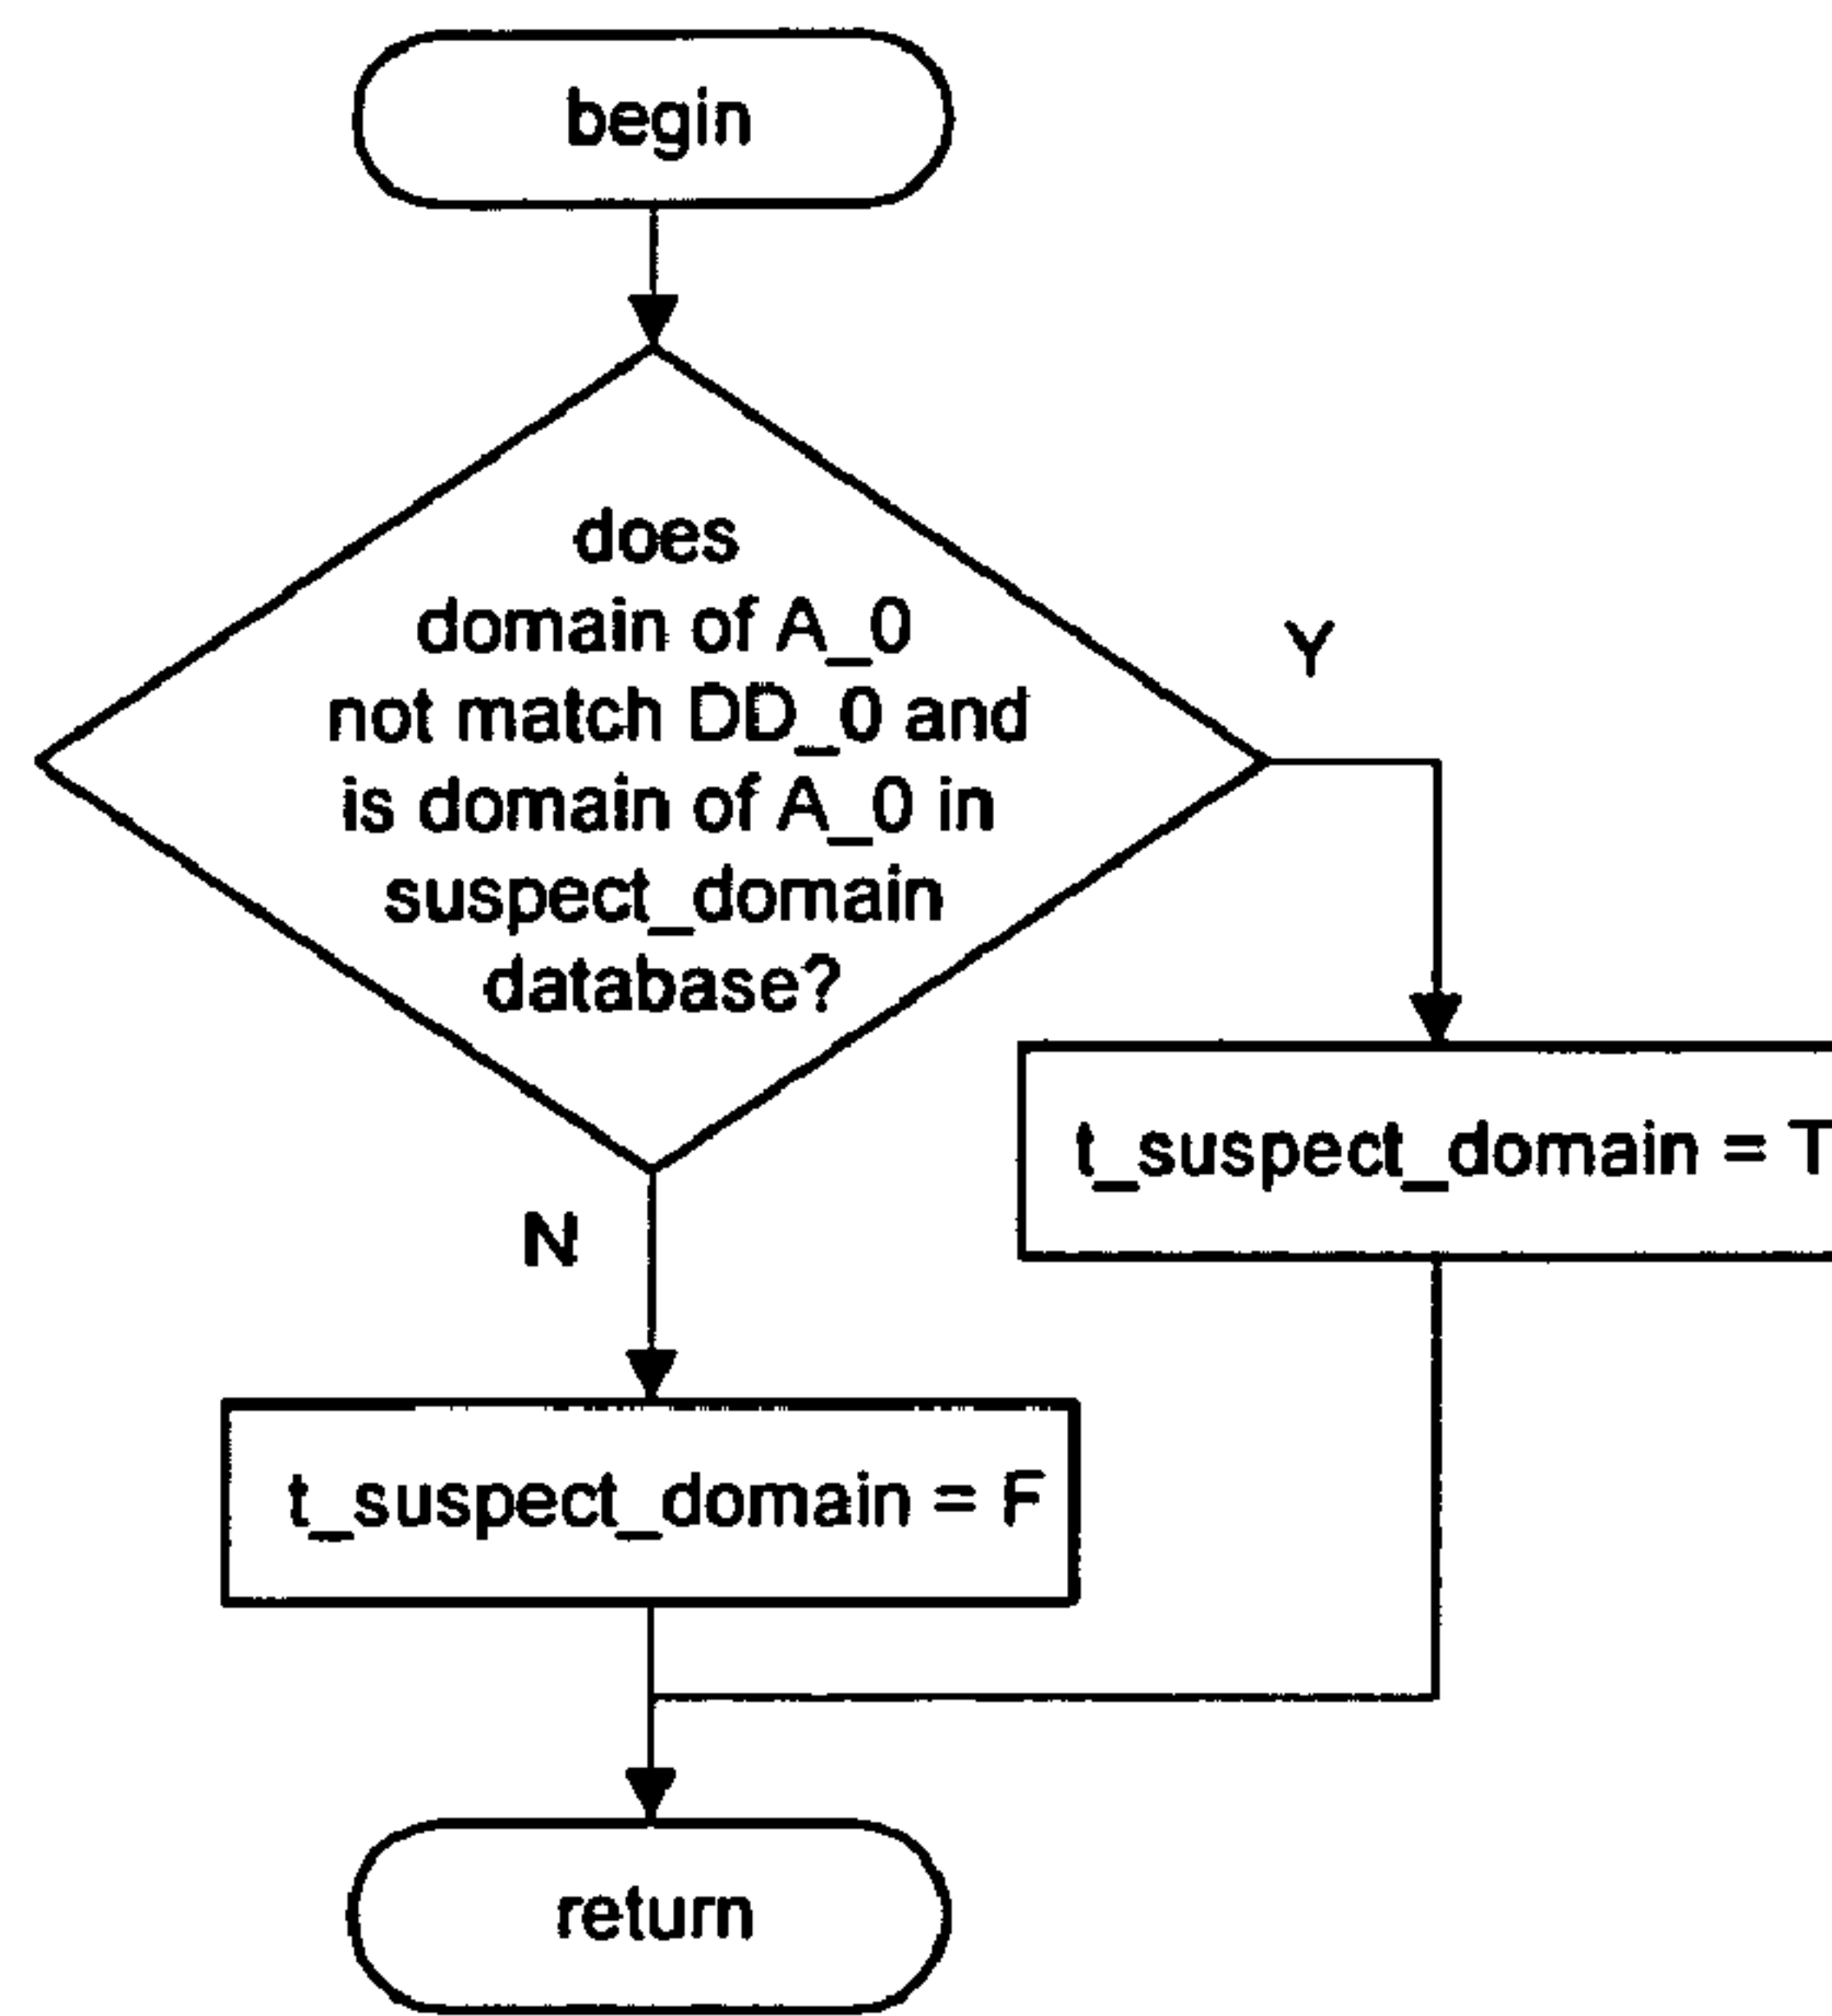 begin
does
domain of A_0
not match DD_0 and
is domain of A_0 in
suspect_domain
database?
Y
t_suspect_domain = T
N
t_suspect_domain = F
return